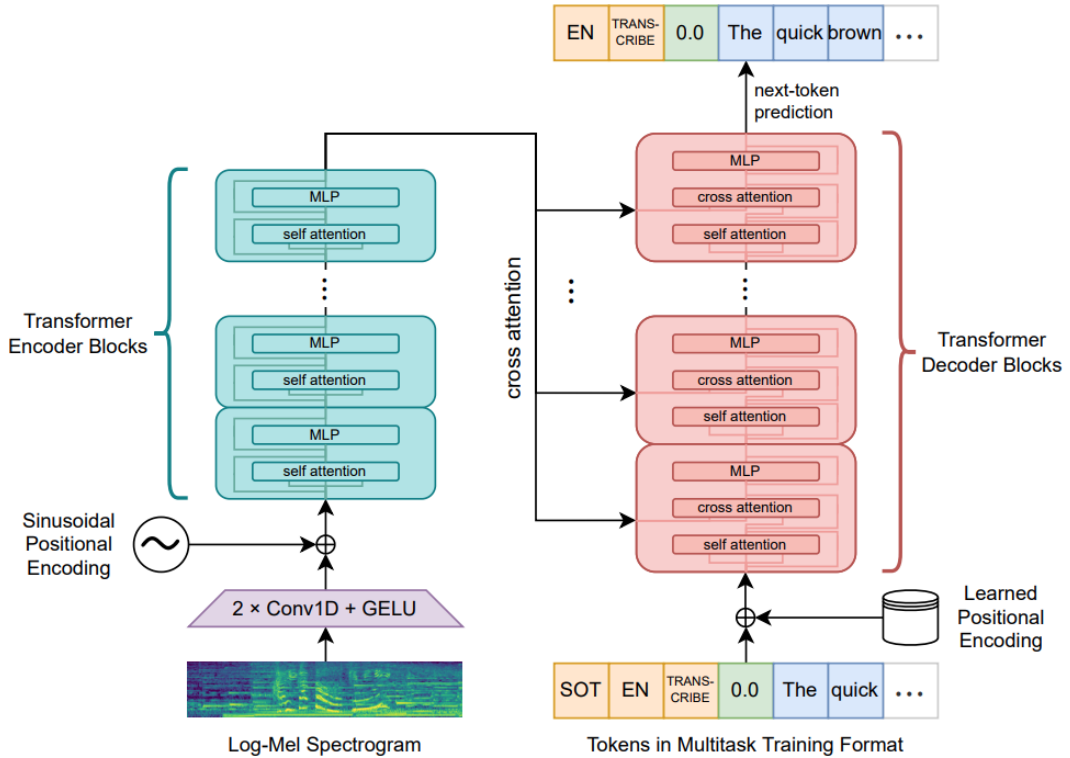 EN TRANS-CRIBE 0.0 The quick brown ...
next-token
prediction
MLP
self attention
...
MLP
self attention
MLP
self attention
Transformer
Encoder Blocks
Sinusoidal
Positional
Encoding
2 × Conv1D + GELU
Log-Mel Spectrogram
cross attention
...
MLP
cross attention
self attention
...
MLP
cross attention
self attention
MLP
cross attention
self attention
Transformer
Decoder Blocks
Learned
Positional
Encoding
SOT EN TRANS-CRIBE 0.0 The quick ...
Tokens in Multitask Training Format